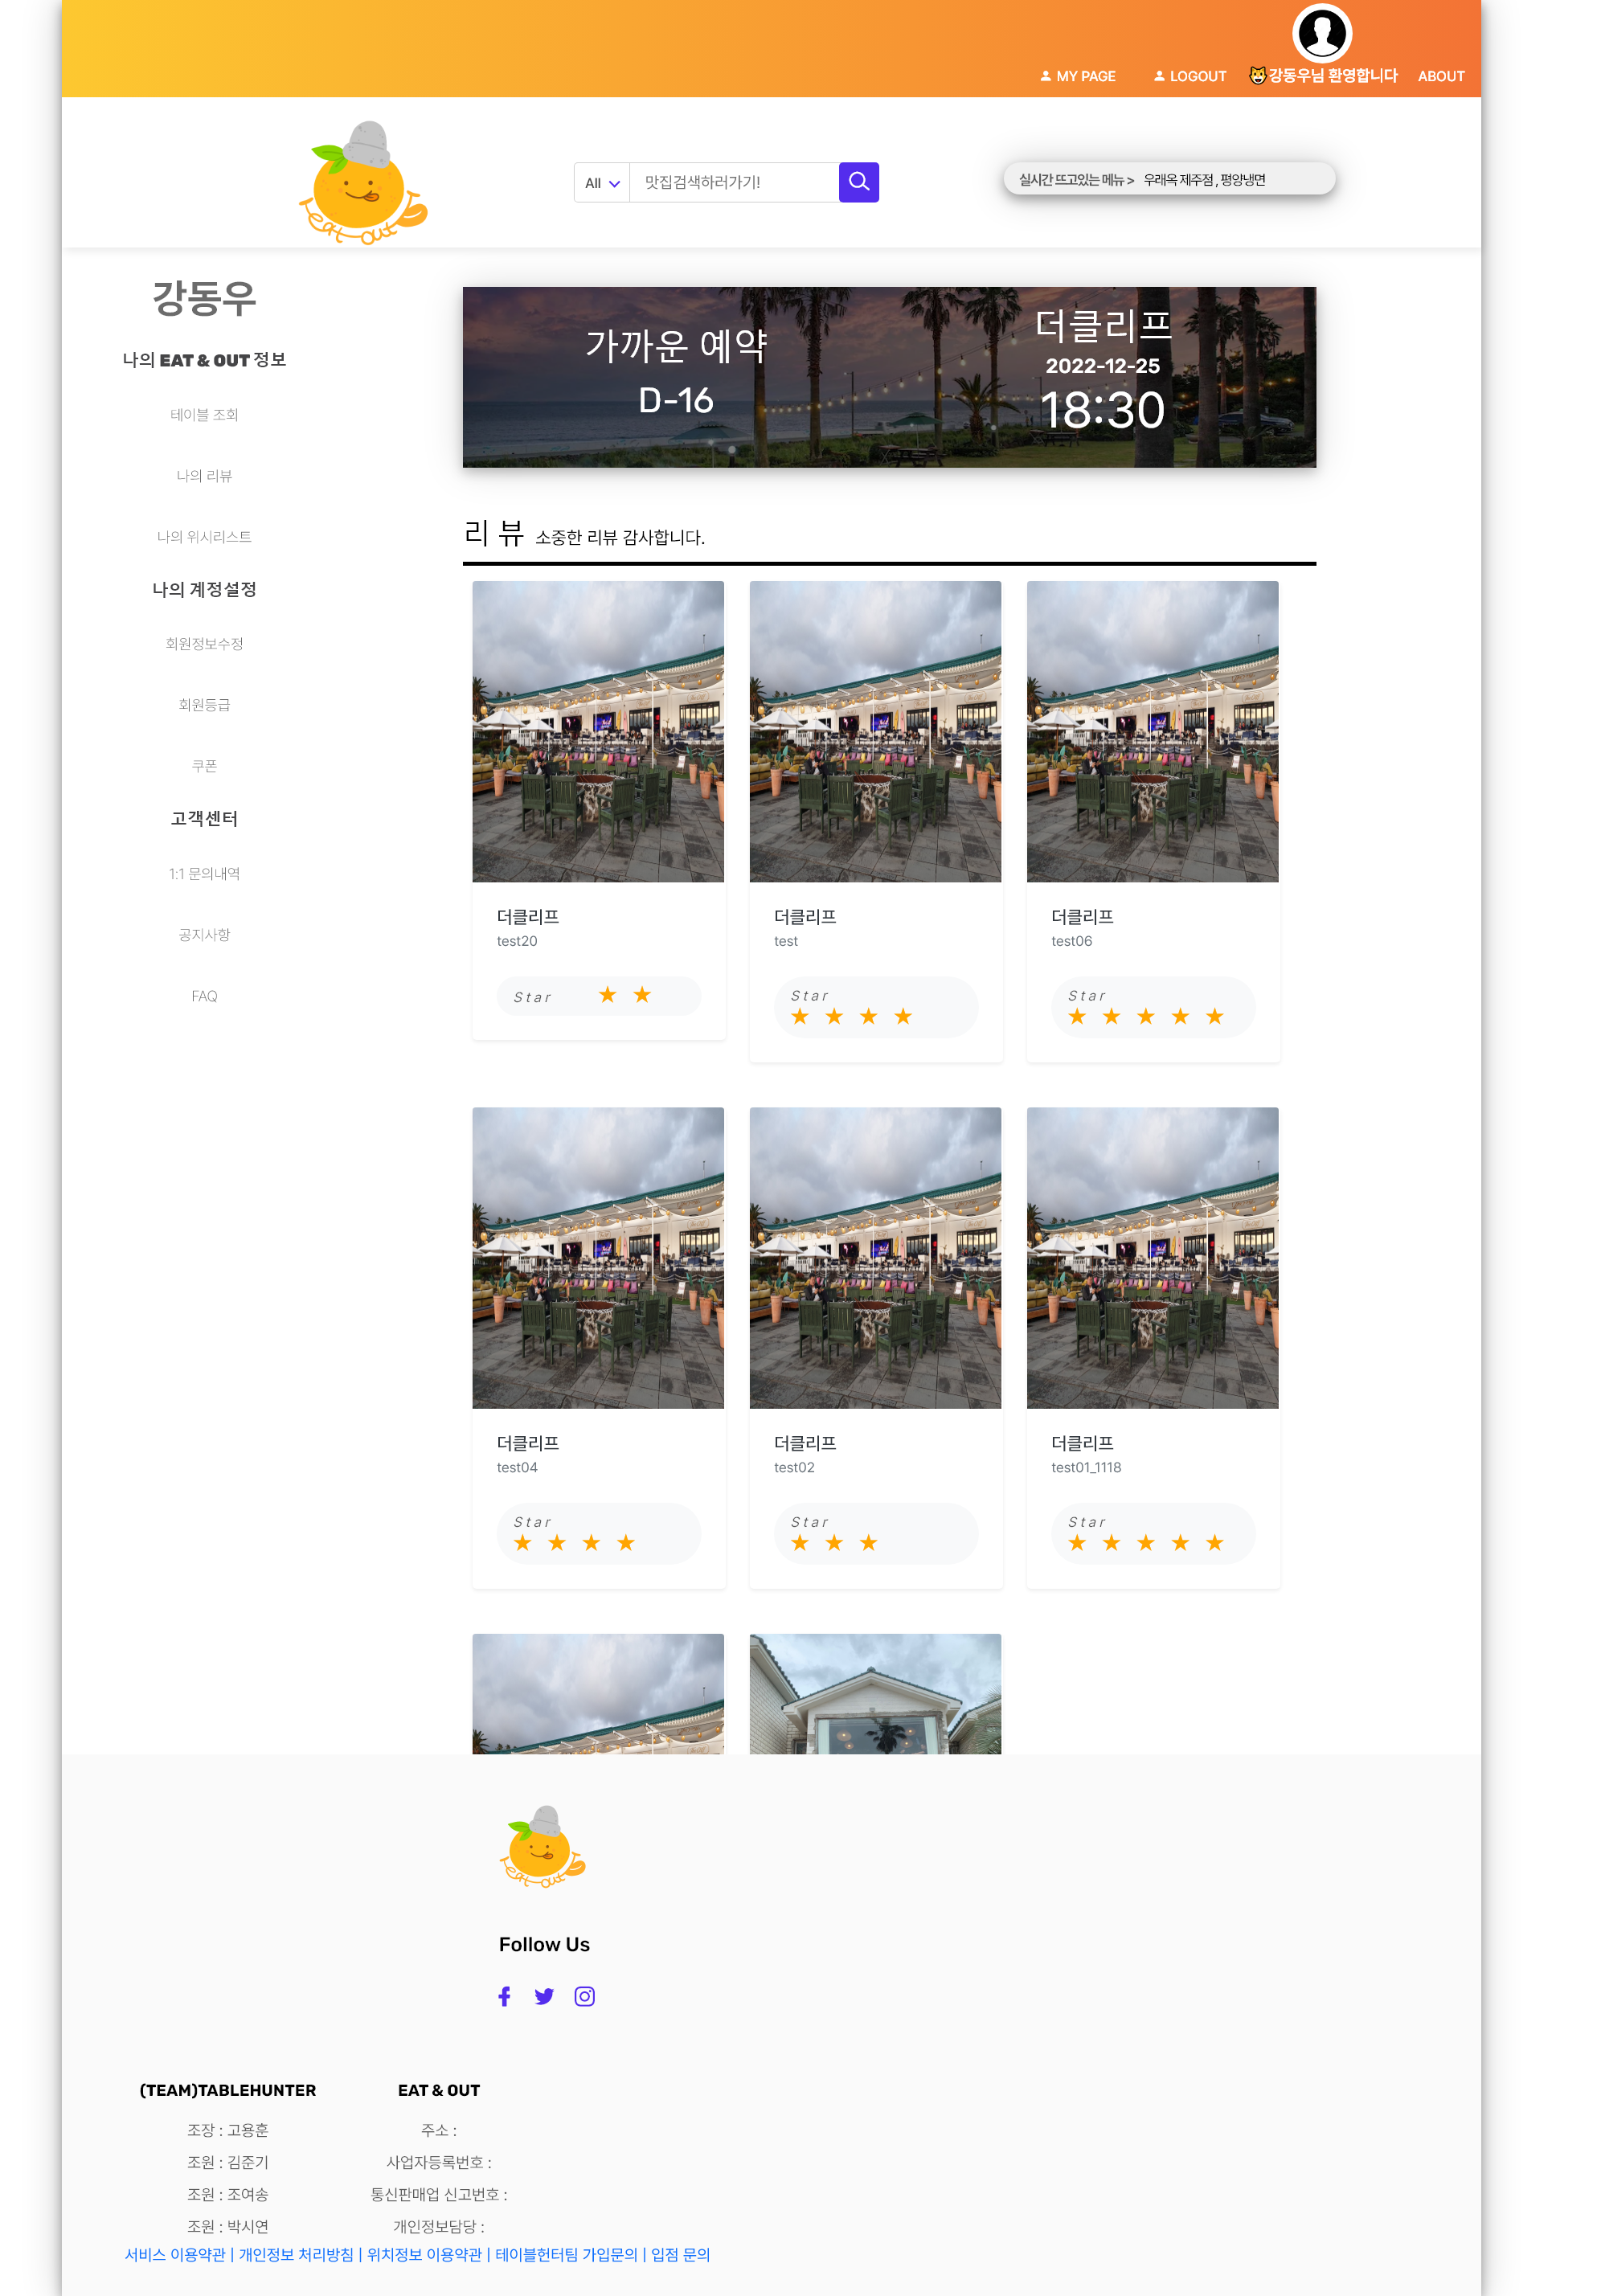 MY PAGE
LOGOUT
강동우님 환영합니다
ABOUT
eat out
All
맛집검색하러가기!
실시간 뜨고있는 메뉴 >
우래옥 제주점 , 평양냉면
강동우
나의 EAT & OUT 정보
테이블 조회
나의 리뷰
나의 위시리스트
나의 계정설정
회원정보수정
회원등급
쿠폰
고객센터
1:1 문의내역
공지사항
FAQ
가까운 예약
D-16
더클리프
2022-12-25
18:30
리 뷰 소중한 리뷰 감사합니다.
더클리프
test20
Star
더클리프
test
Star
더클리프
test06
Star
더클리프
test04
Star
더클리프
test02
Star
더클리프
test01_1118
Star
eat out
Follow Us
(TEAM)TABLEHUNTER
조장 : 고용훈
조원 : 김준기
조원 : 조여송
조원 : 박시연
EAT & OUT
주소 :
사업자등록번호 :
통신판매업 신고번호 :
개인정보담당 :
서비스 이용약관 | 개인정보 처리방침 | 위치정보 이용약관 | 테이블헌터팀 가입문의 | 입점 문의